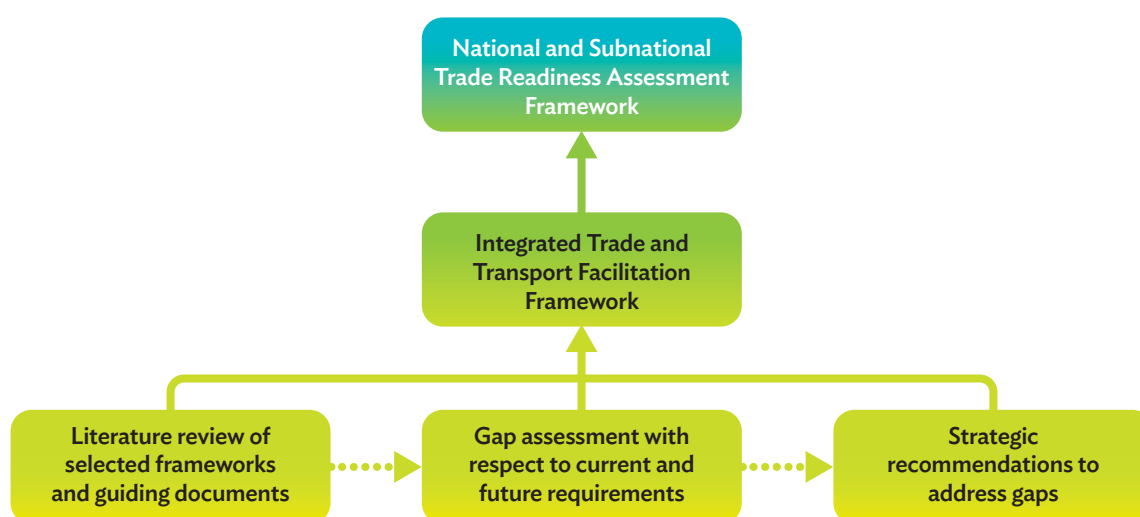 National and Subnational
Trade Readiness Assessment
Framework
Integrated Trade and
Transport Facilitation
Framework
Literature review of
selected frameworks
and guiding documents
Gap assessment with
respect to current and
future requirements
Strategic
recommendations to
address gaps